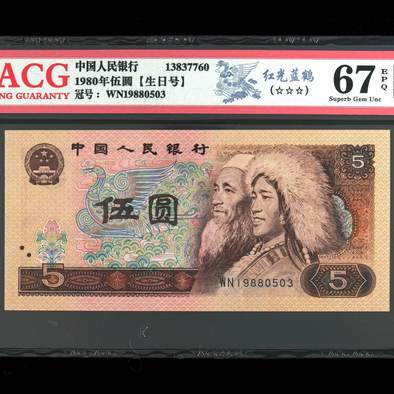 ACG
NG GUARANTY
中国人民银行
13837760
1980年伍圆【生日号】
冠号：WN19880503
红光蓝鹤
(☆☆☆)
67
EPQ
Superb Gem Unc
中国人民银行
5
伍圆
5
WN19880503
5